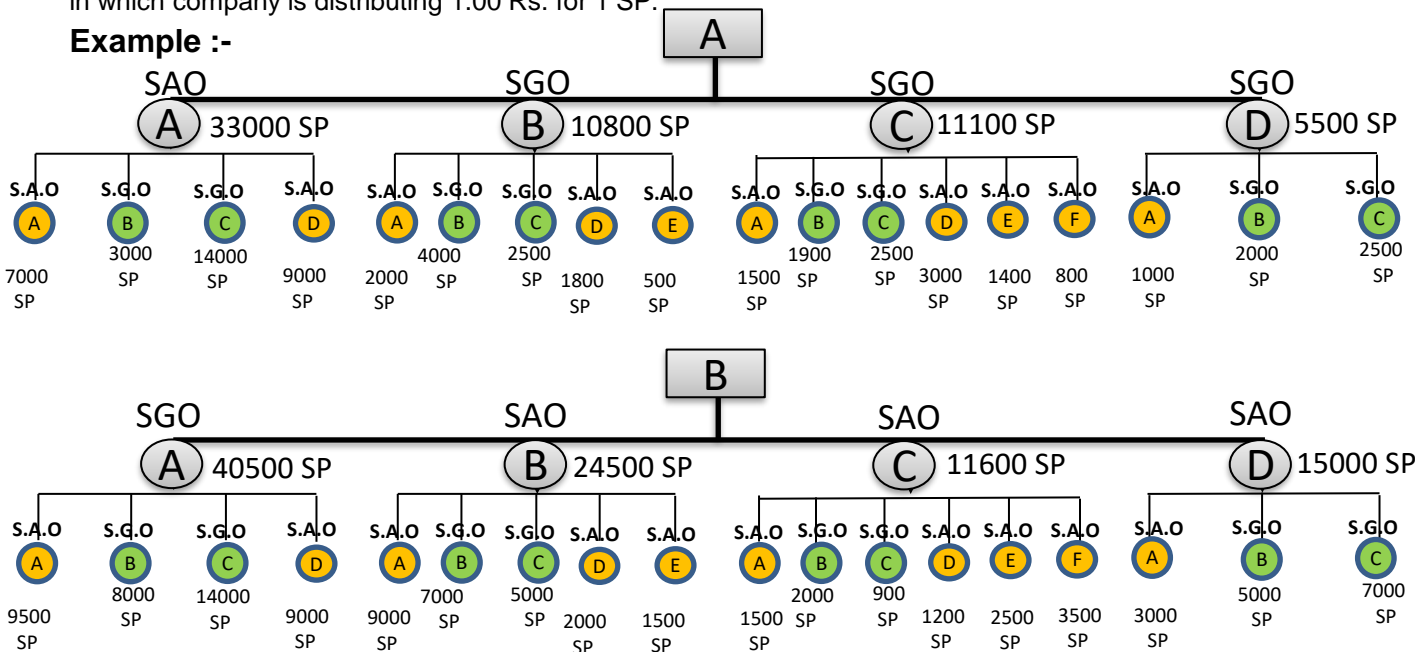 in which company is distributing 1.00 Rs. for 1 SP.
Example :-
A
SAO SGO SGO SGO
A 33000 SP B 10800 SP C 11100 SP D 5500 SP
S.A.O S.G.O S.G.O S.A.O S.A.O S.G.O S.G.O S.A.O S.A.O S.A.O S.G.O S.G.O S.A.O S.A.O S.A.O S.A.O S.G.O S.G.O
A B C D A B C D E A B C D E F A B C
7000 SP 3000 SP 14000 SP 9000 SP 2000 SP 4000 SP 2500 SP 1800 SP 500 SP 1500 SP 1900 SP 2500 SP 3000 SP 1400 SP 800 SP 1000 SP 2000 SP 2500 SP
B
SGO SAO SAO SAO
A 40500 SP B 24500 SP C 11600 SP D 15000 SP
S.A.O S.G.O S.G.O S.A.O S.A.O S.G.O S.G.O S.A.O S.A.O S.A.O S.G.O S.G.O S.A.O S.A.O S.A.O S.A.O S.G.O S.G.O
A B C D A B C D E A B C D E F A B C
9500 SP 8000 SP 14000 SP 9000 SP 9000 SP 7000 SP 5000 SP 2000 SP 1500 SP 1500 SP 2000 SP 900 SP 1200 SP 2500 SP 3500 SP 3000 SP 5000 SP 7000 SP